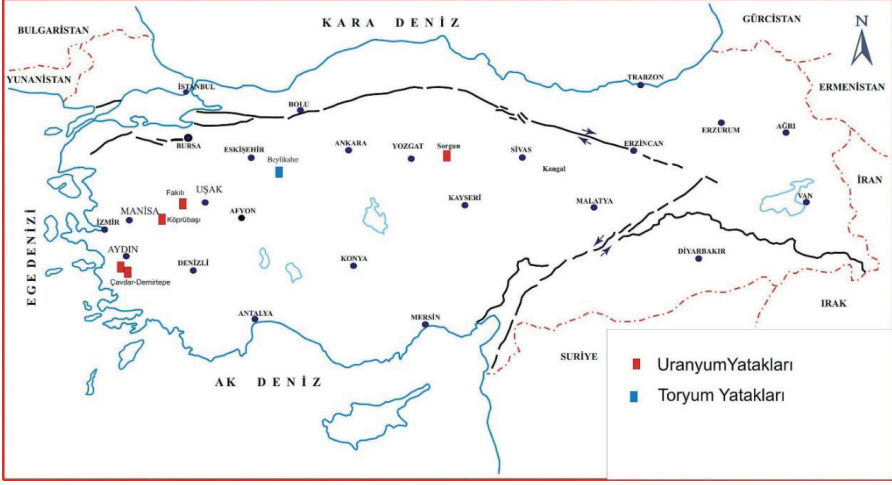 KARA DENİZ
GÜRCİSTAN
N
BULGARİSTAN
YUNANİSTAN
İSTANBUL
TRABZON
ERMENİSTAN
BOLU
BURSA
ESKİŞEHİR
ANKARA
YOZGAT
Sorgun
SİVAS
ERZİNCAN
ERZURUM
AĞRI
Beylikahır
Kangal
İRAN
Fakılı
UŞAK
MANİSA
Köprübaşı
İZMİR
AFYON
KAYSERİ
MALATYA
VAN
EGE DENİZİ
AYDIN
Çavdar-Demirtepe
DENİZLİ
KONYA
DİYARBAKIR
ANTALYA
MERSİN
IRAK
SURİYE
AK DENİZ
UranyumYatakları
Toryum Yatakları